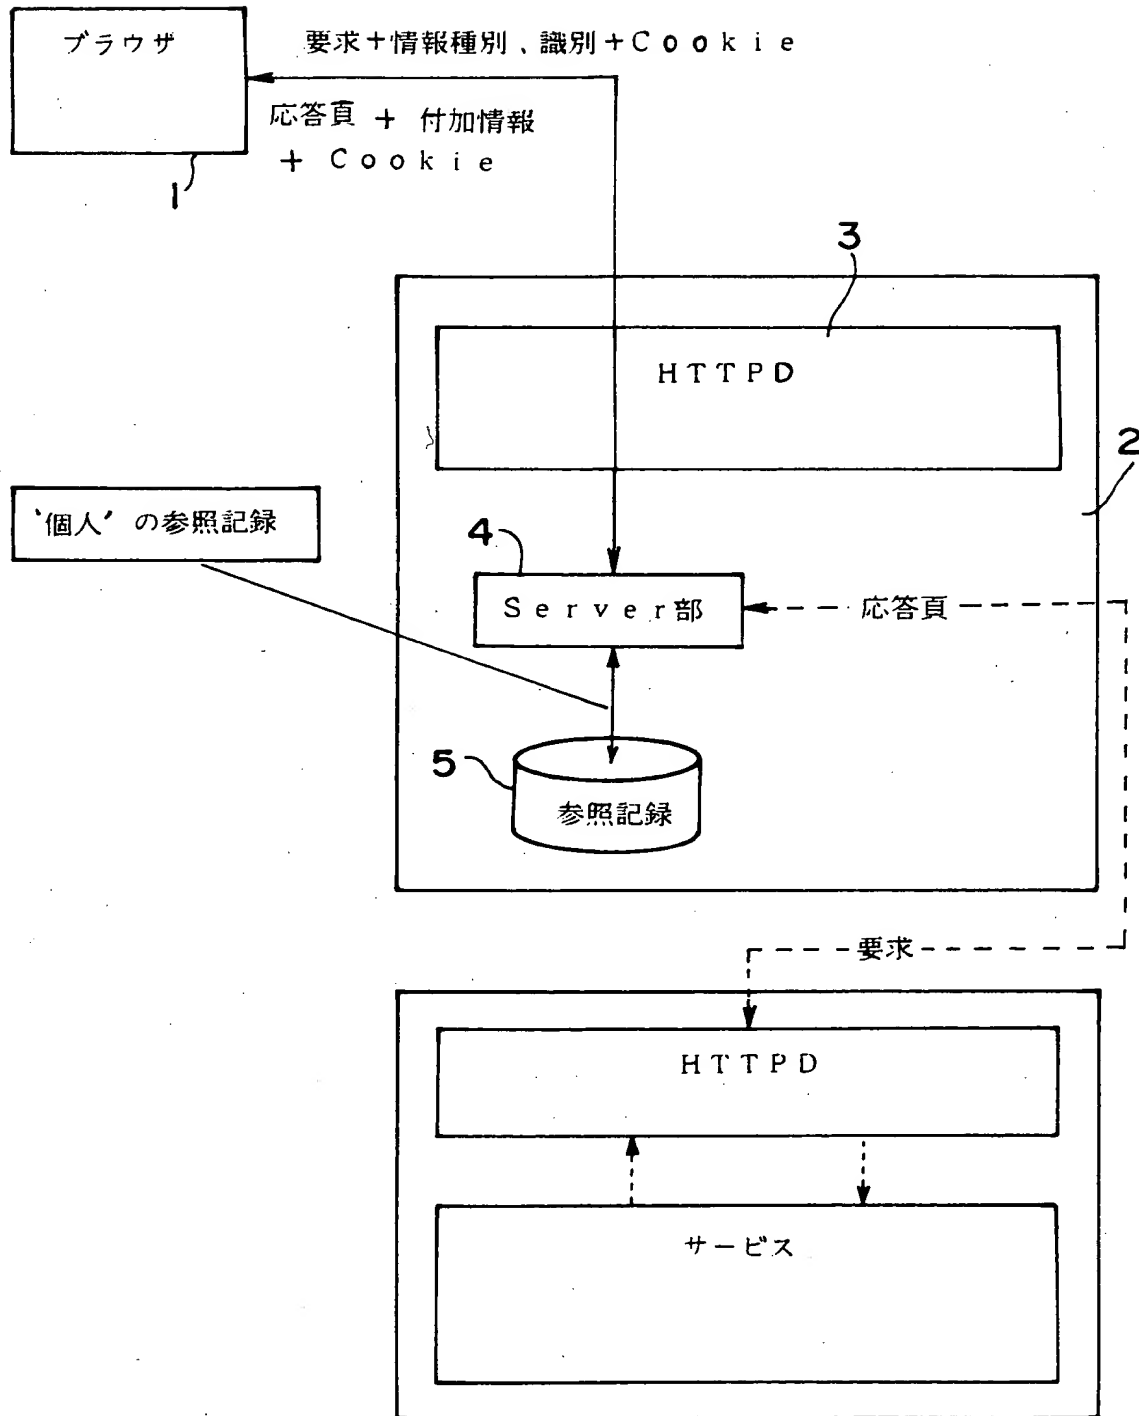 ブラウザ
要求+情報種別、識別+Cookie
応答頁 + 付加情報
+ Cookie
1
3
HTTPD
2
‘個人’の参照記録
4
Server部
応答頁
5
参照記録
要求
HTTPD
サービス